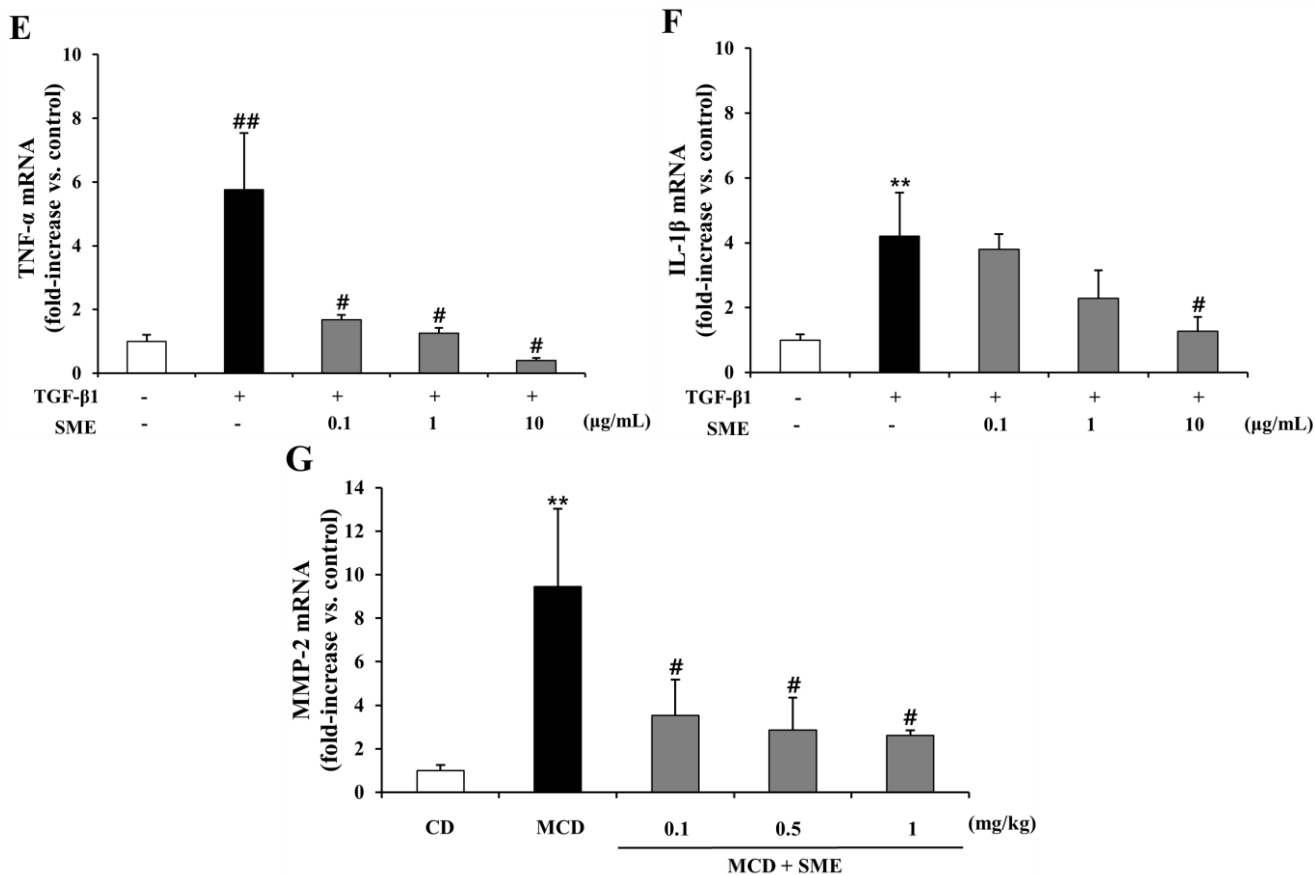 E
TNF-α mRNA
(fold-increase vs. control)
10
8
6
4
2
0
##
#
#
#
TGF-β1 - + + + +
SME - - 0.1 1 10 (μg/mL)
F
IL-1β mRNA
(fold-increase vs. control)
10
8
6
4
2
0
**
#
TGF-β1 - + + + +
SME - - 0.1 1 10 (μg/mL)
G
MMP-2 mRNA
(fold-increase vs. control)
14
12
10
8
6
4
2
0
**
#
#
#
CD MCD 0.1 0.5 1 (mg/kg)
MCD + SME